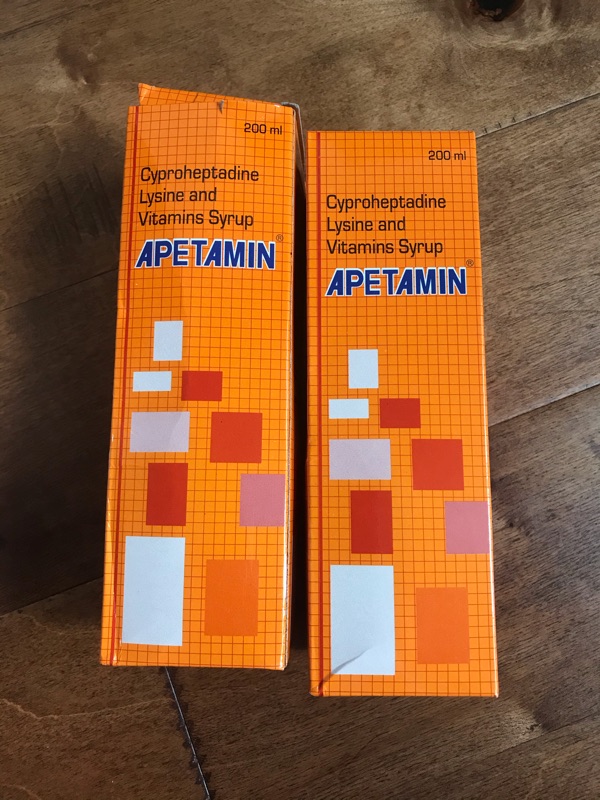 200 ml
Cyproheptadine
Lysine and
Vitamins Syrup
APETAMIN®
200 ml
Cyproheptadine
Lysine and
Vitamins Syrup
APETAMIN®